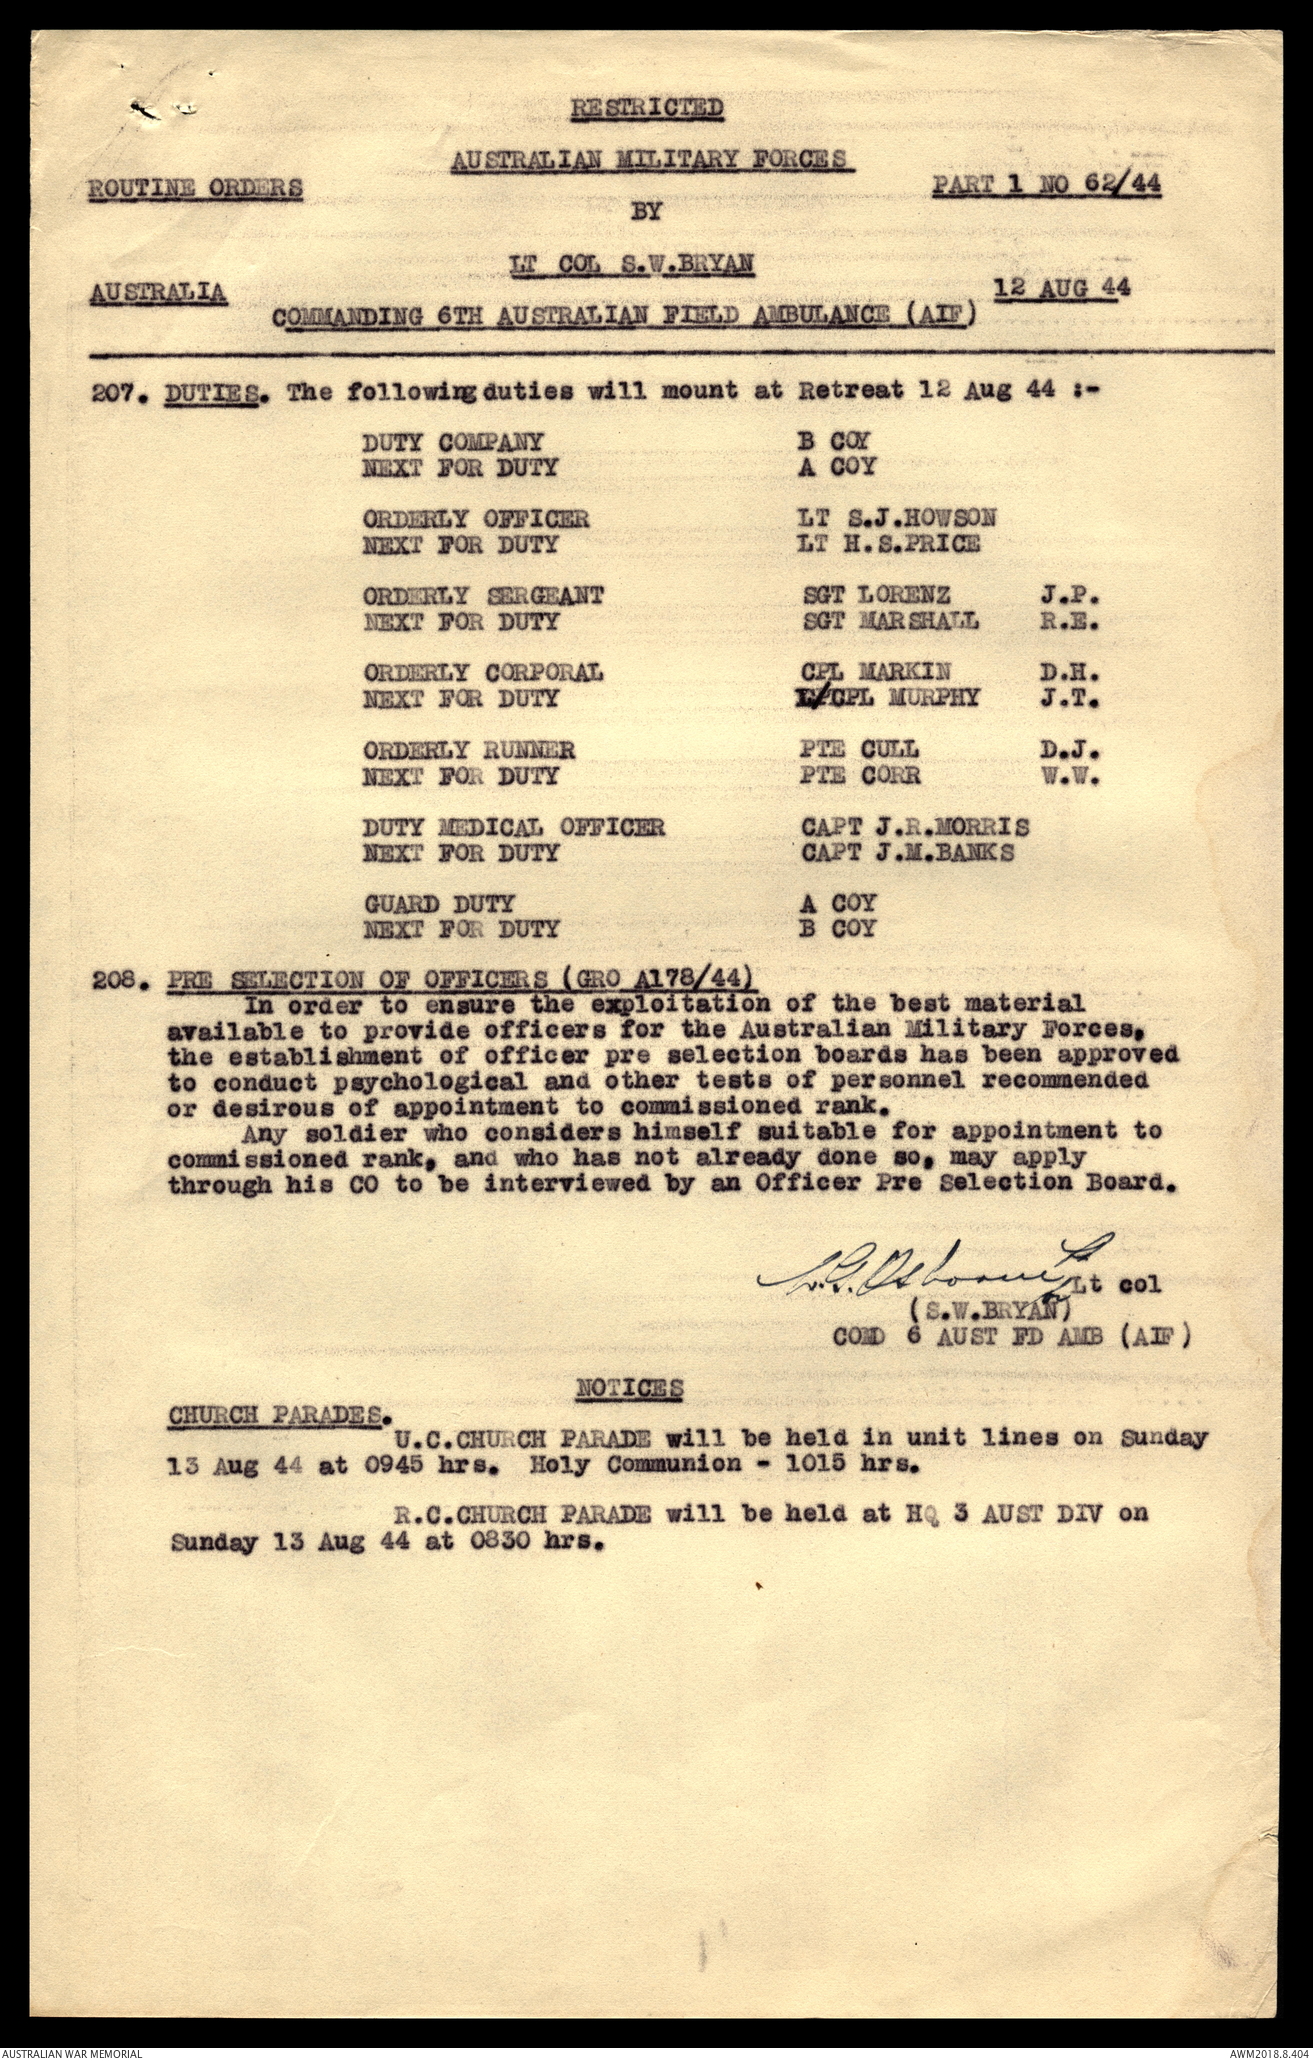 RESTRICTED
AUSTRALIAN MILITARY FORCES
ROUTINE ORDERS PART 1 NO 62/44
BY
LT COL S.W.BRYAN
AUSTRALIA 12 AUG 44
COMMANDING 6TH AUSTRALIAN FIELD AMBULANCE (AIF)
207. DUTIES. The following duties will mount at Retreat 12 Aug 44 :-
DUTY COMPANY B COY
NEXT FOR DUTY A COY
ORDERLY OFFICER LT S.J.HOWSON
NEXT FOR DUTY LT H.S.PRICE
ORDERLY SERGEANT SGT LORENZ J.P.
NEXT FOR DUTY SGT MARSHALL R.E.
ORDERLY CORPORAL CPL MARKIN D.H.
NEXT FOR DUTY L/CPL MURPHY J.T.
ORDERLY RUNNER PTE CULL D.J.
NEXT FOR DUTY PTE CORR W.W.
DUTY MEDICAL OFFICER CAPT J.R.MORRIS
NEXT FOR DUTY CAPT J.M.BANKS
GUARD DUTY A COY
NEXT FOR DUTY B COY
208. PRE SELECTION OF OFFICERS (GRO A178/44)
In order to ensure the exploitation of the best material
available to provide officers for the Australian Military Forces,
the establishment of officer pre selection boards has been approved
to conduct psychological and other tests of personnel recommended
or desirous of appointment to commissioned rank.
Any soldier who considers himself suitable for appointment to
commissioned rank, and who has not already done so, may apply
through his CO to be interviewed by an Officer Pre Selection Board.
Osborne Lt col
(S.W.BRYAN)
COMD 6 AUST FD AMB (AIF)
NOTICES
CHURCH PARADES.
U.C.CHURCH PARADE will be held in unit lines on Sunday
13 Aug 44 at 0945 hrs. Holy Communion - 1015 hrs.
R.C.CHURCH PARADE will be held at HQ 3 AUST DIV on
Sunday 13 Aug 44 at 0830 hrs.
AUSTRALIAN WAR MEMORIAL AWM2018.8.404